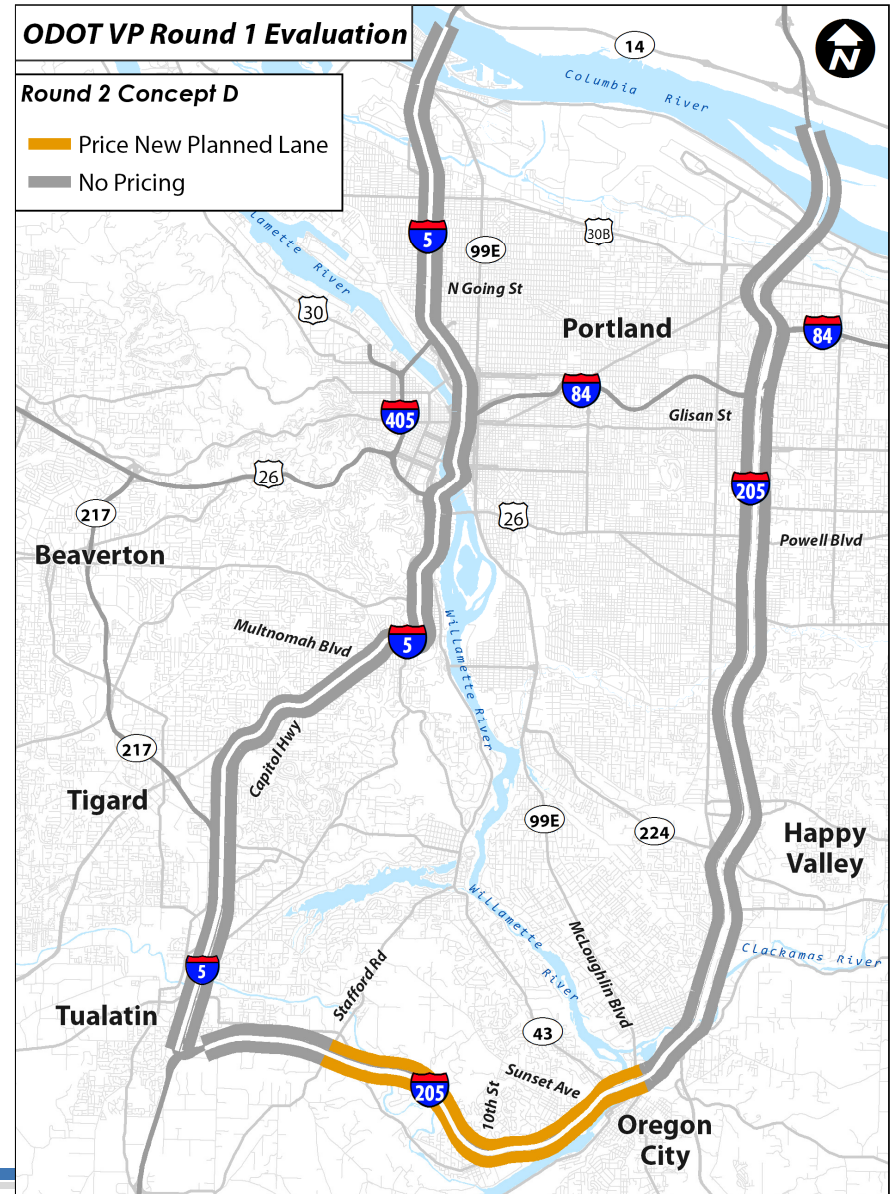 ODOT VP Round 1 Evaluation
Round 2 Concept D
Price New Planned Lane
No Pricing
N
14
Columbia River
lamette River
5
99E
30B
N Going St
30
Portland
84
84
405
Glisan St
26
205
217
26
Powell Blvd
Beaverton
Multnomah Blvd
5
Willamette River
217
Capitol Hwy
Tigard
99E
224
Happy
Valley
Willamette
River
McLoughlin Blvd
Clackamas River
5
Stafford Rd
Tualatin
43
205
10th St
Sunset Ave
Oregon
City